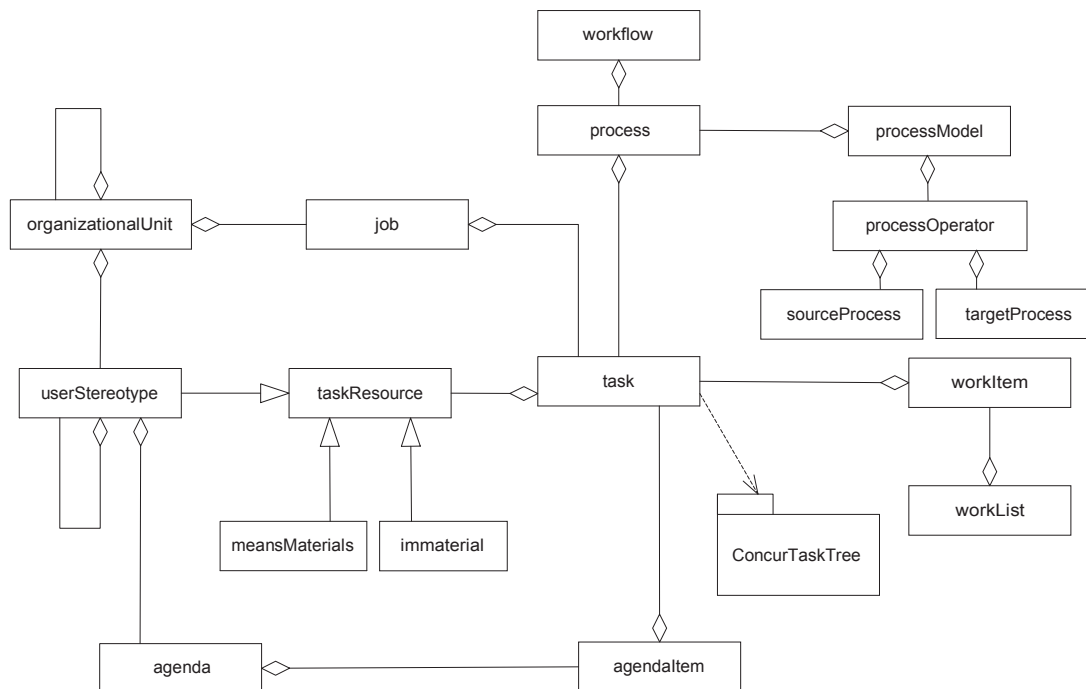 workflow
process
processModel
organizationalUnit
job
processOperator
sourceProcess
targetProcess
userStereotype
taskResource
task
workItem
workList
meansMaterials
immaterial
ConcurTaskTree
agenda
agendaItem